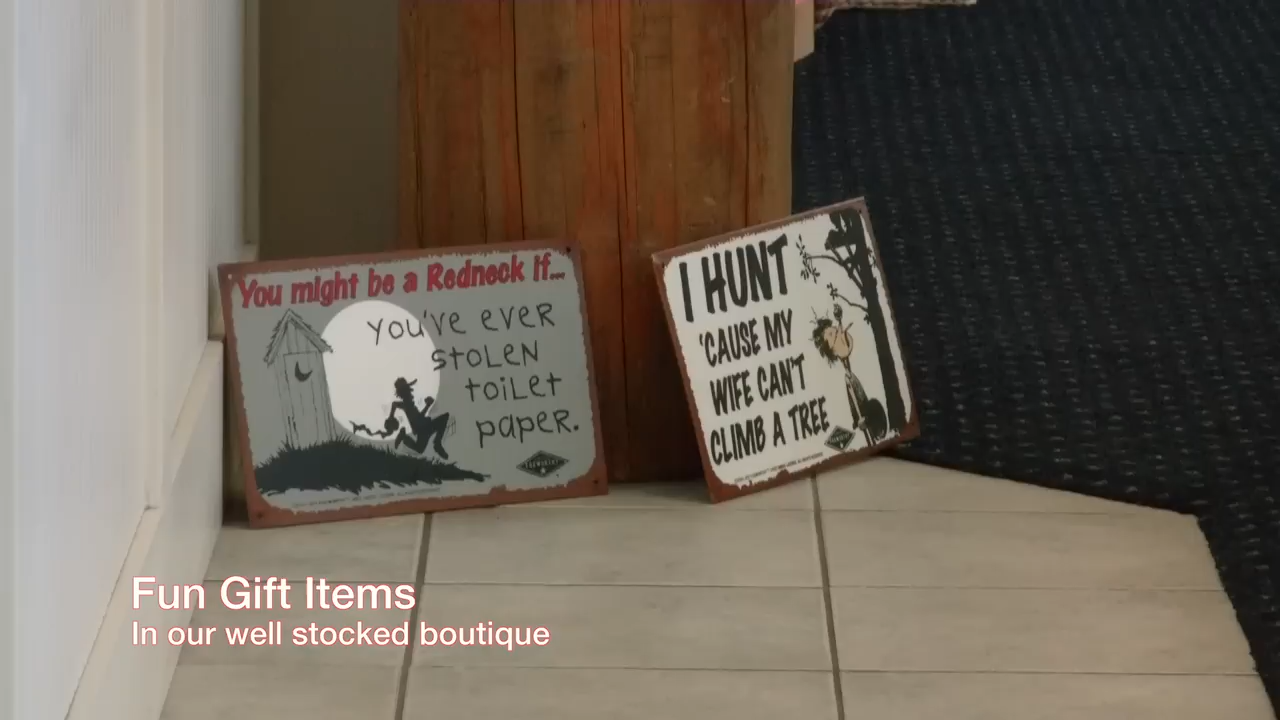 You might be a Redneck if...
YOU'VE EVER
STOLEN
TOILET
PAPER.
I HUNT
'CAUSE MY
WIFE CAN'T
CLIMB A TREE
Fun Gift Items
In our well stocked boutique